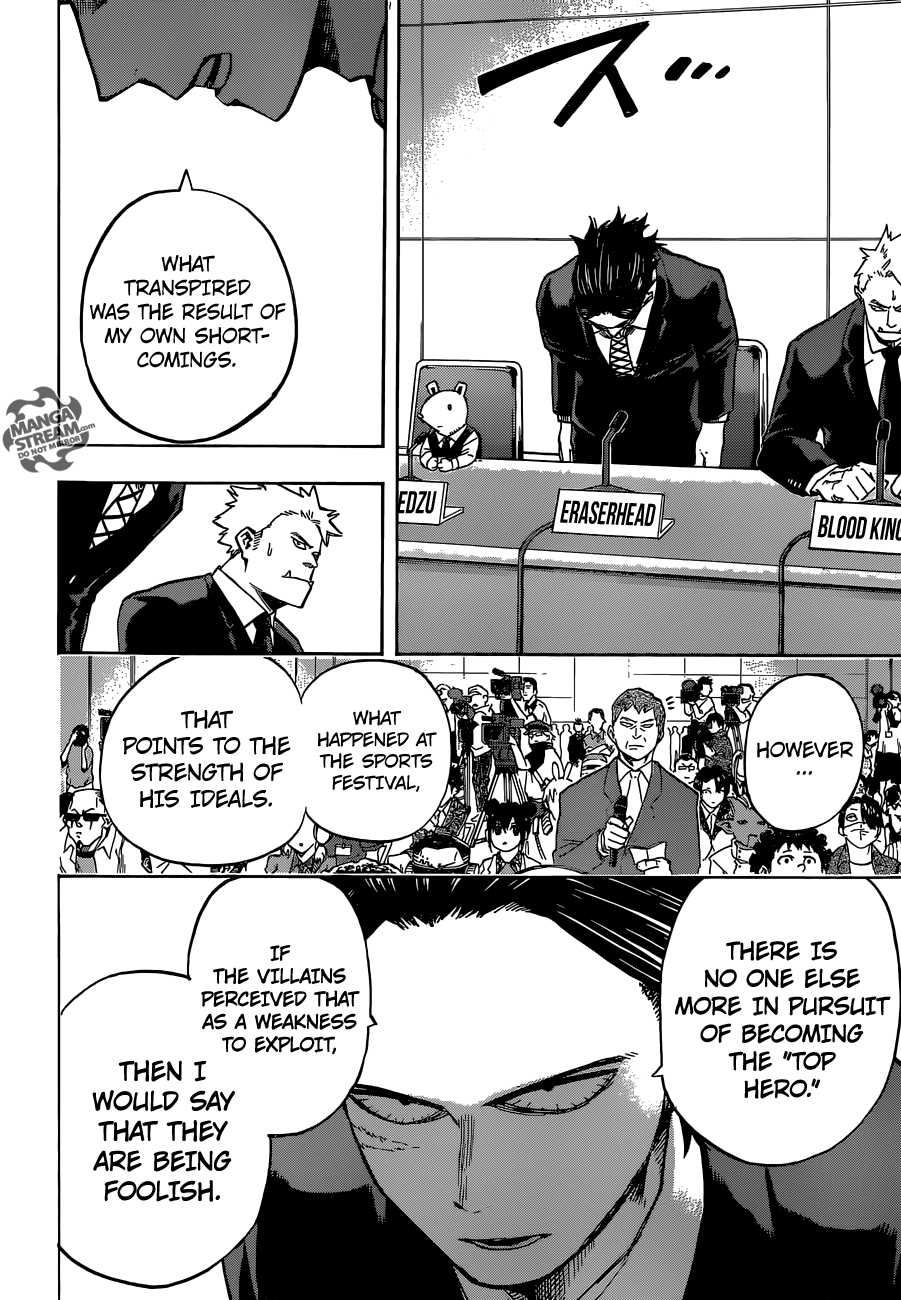 ス…
EDZU
ERASERHEAD
BLOOD KING
WHAT
TRANSPIRED
WAS THE RESULT OF
MY OWN SHORT-
COMINGS.
MANGA
STREAM.com
DO NOT MIRROR
HOWEVER
...
WHAT
HAPPENED AT
THE SPORTS
FESTIVAL,
THAT
POINTS TO THE
STRENGTH OF
HIS IDEALS.
THERE IS
NO ONE ELSE
MORE IN PURSUIT
OF BECOMING
THE "TOP
HERO."
IF
THE VILLAINS
PERCEIVED THAT
AS A WEAKNESS
TO EXPLOIT,
THEN I
WOULD SAY
THAT THEY
ARE BEING
FOOLISH.